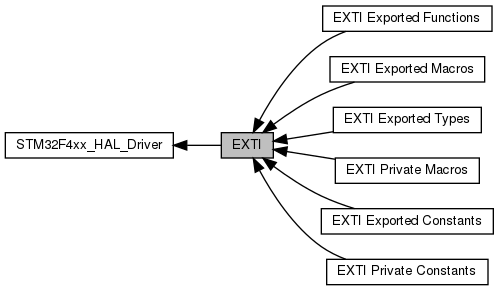 EXTI Exported Functions
EXTI Exported Macros
EXTI Exported Types
STM32F4xx_HAL_Driver
EXTI
EXTI Private Macros
EXTI Exported Constants
EXTI Private Constants